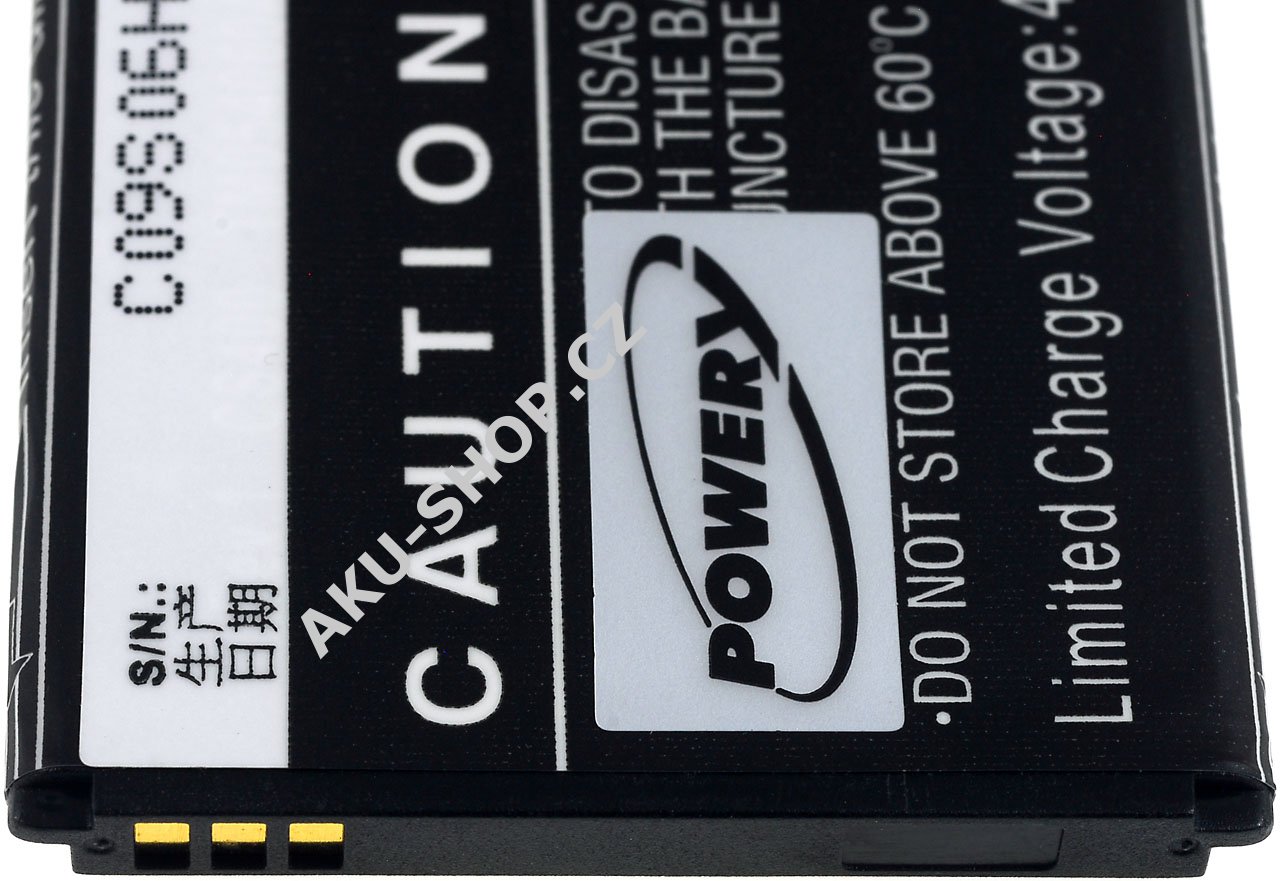 C09S06H
S/N.:
生产
日期
CAUTION
TO DISAS
THE BA
UNCTURE
·DO NOT STORE ABOVE 60°C
Limited Charge Voltage:4
POWERY
AKU-SHOP.CZ